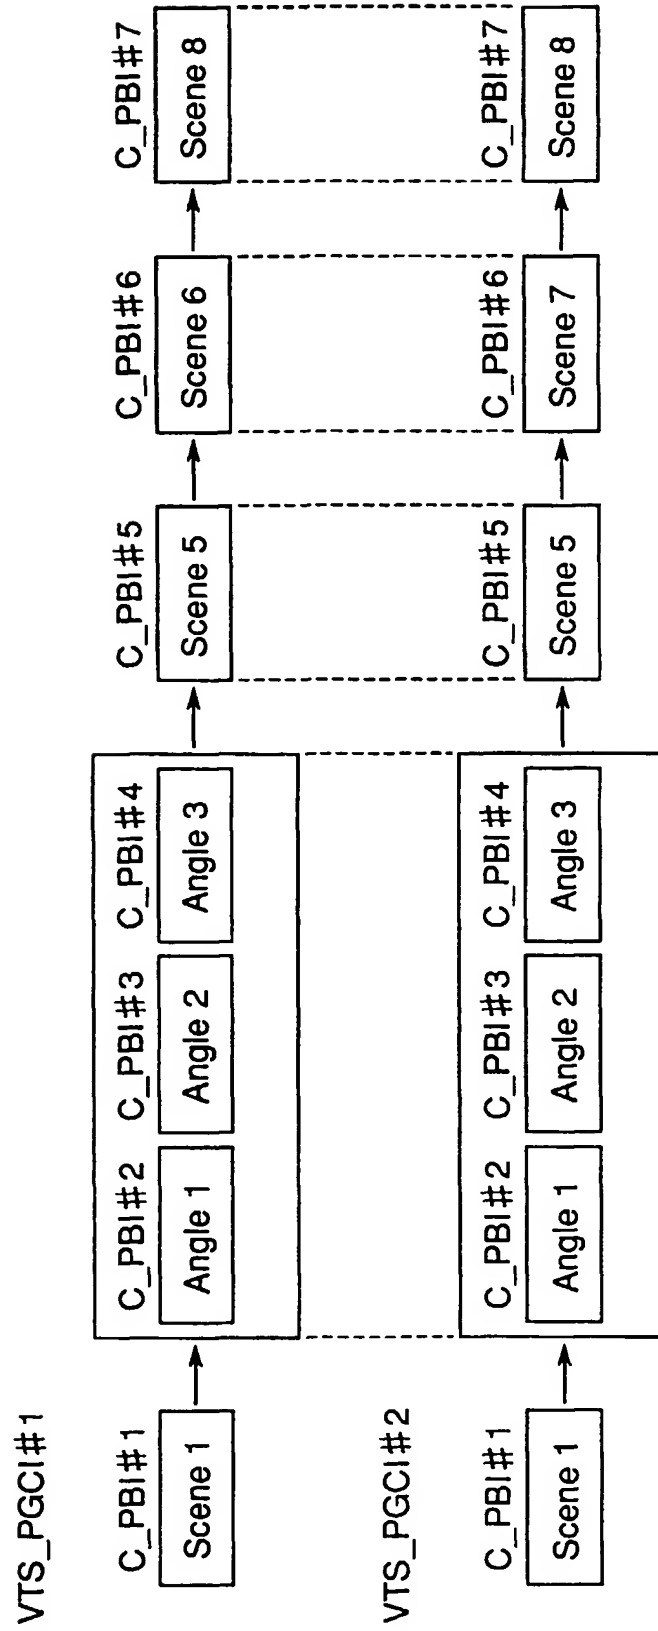 VTS_PGCI#1
C_PBI#1
Scene 1
C_PBI#2
Angle 1
C_PBI#3
Angle 2
C_PBI#4
Angle 3
C_PBI#5
Scene 5
C_PBI#6
Scene 6
C_PBI#7
Scene 8
VTS_PGCI#2
C_PBI#1
Scene 1
C_PBI#2
Angle 1
C_PBI#3
Angle 2
C_PBI#4
Angle 3
C_PBI#5
Scene 5
C_PBI#6
Scene 7
C_PBI#7
Scene 8